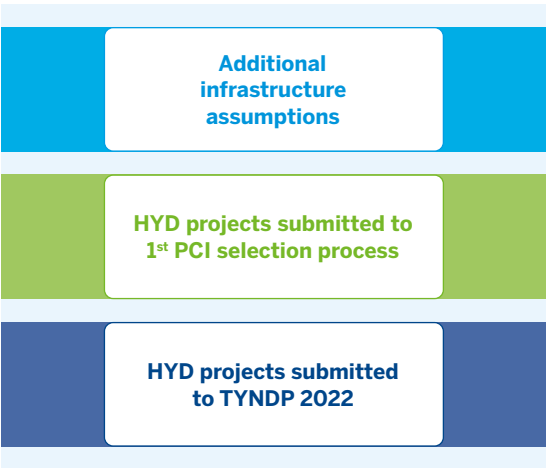 Additional
infrastructure
assumptions
HYD projects submitted to
1st PCI selection process
HYD projects submitted
to TYNDP 2022